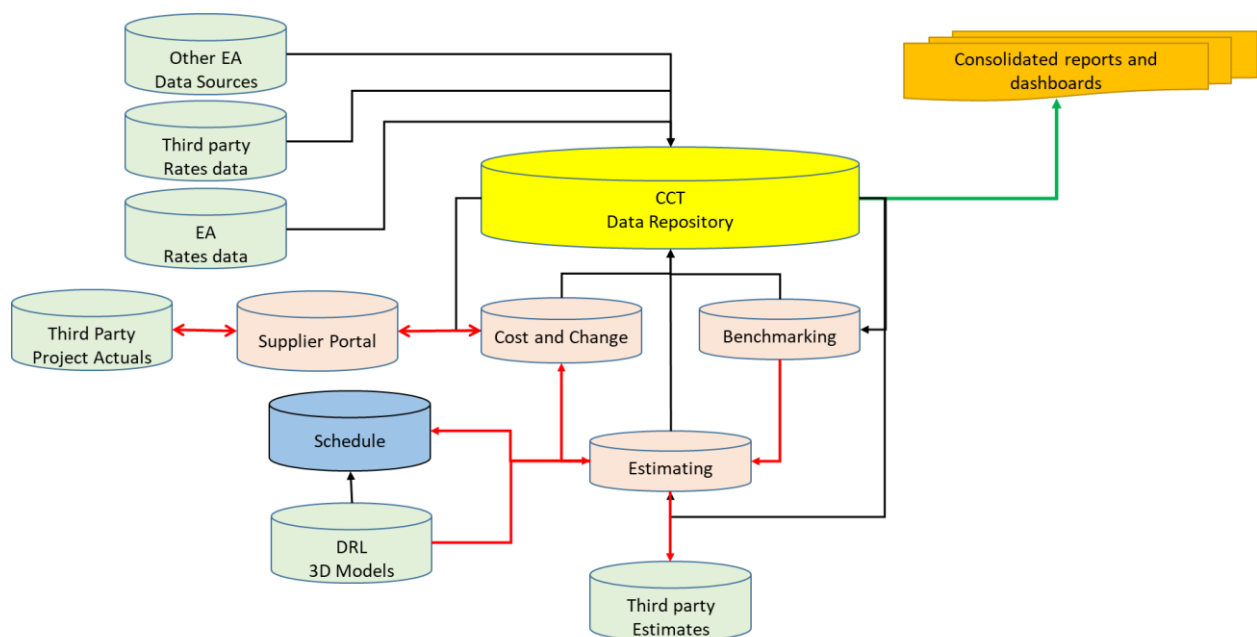 Other EA
Data Sources
Consolidated reports and
dashboards
Third party
Rates data
CCT
Data Repository
EA
Rates data
Third Party
Project Actuals
Supplier Portal
Cost and Change
Benchmarking
Schedule
Estimating
DRL
3D Models
Third party
Estimates